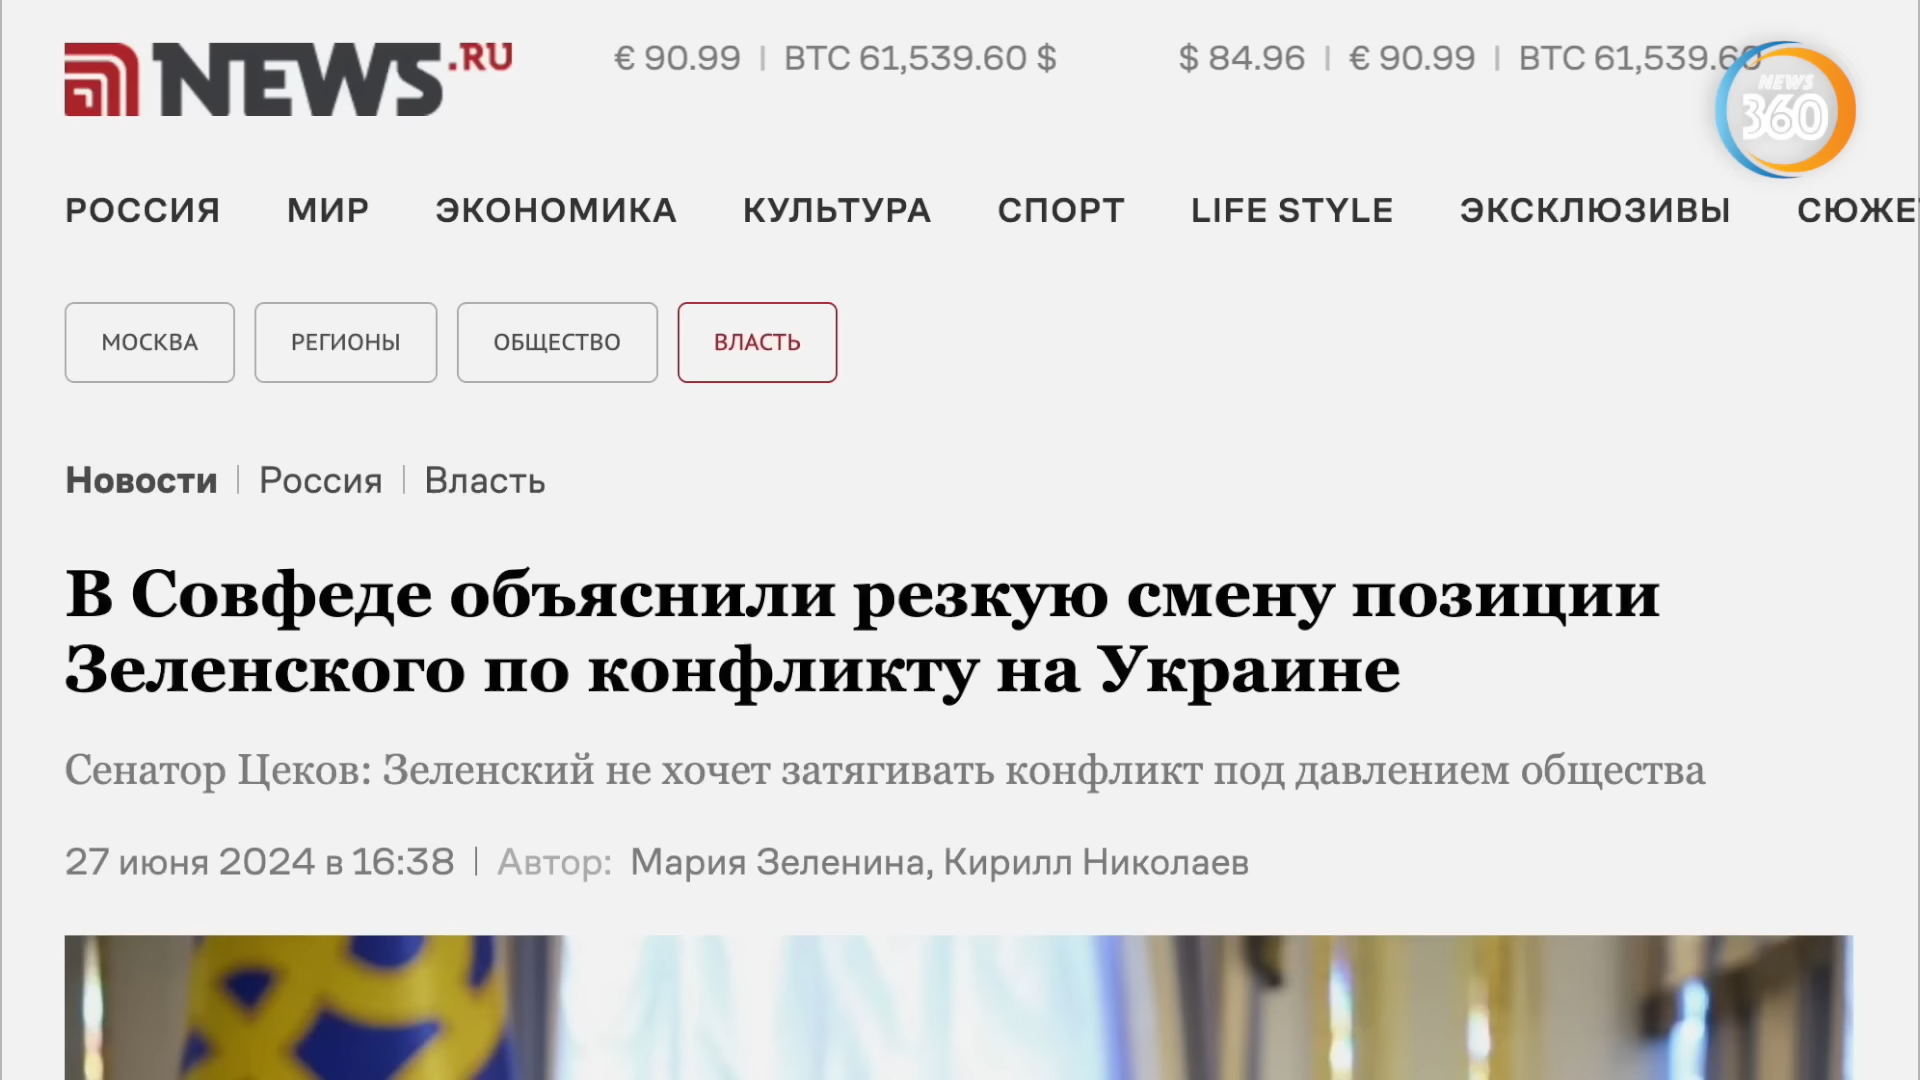 NEWS.RU
€ 90.99 | BTC 61,539.60 $ $ 84.96 | € 90.99 | BTC 61,539.60
NEWS
360
РОССИЯ МИР ЭКОНОМИКА КУЛЬТУРА СПОРТ LIFE STYLE ЭКСКЛЮЗИВЫ СЮЖЕ
МОСКВА РЕГИОНЫ ОБЩЕСТВО ВЛАСТЬ
Новости | Россия | Власть
В Совфеде объяснили резкую смену позиции
Зеленского по конфликту на Украине
Сенатор Цеков: Зеленский не хочет затягивать конфликт под давлением общества
27 июня 2024 в 16:38 | Автор: Мария Зеленина, Кирилл Николаев